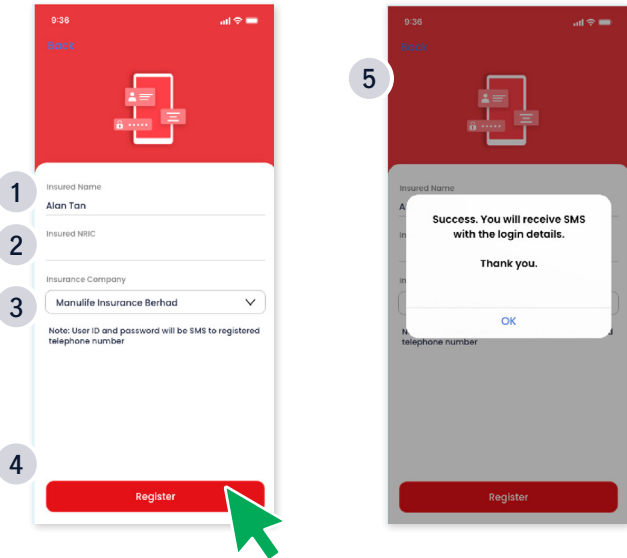 9:36
Back
1
Insured Name
Alan Tan
2
Insured NRIC
Insurance Company
3
Manulife Insurance Berhad
Note: User ID and password will be SMS to registered
telephone number
4
Register
9:36
Back
5
Insured Name
A
In
Success. You will receive SMS
with the login details.
Thank you.
In
OK
N
d
telephone number
Register